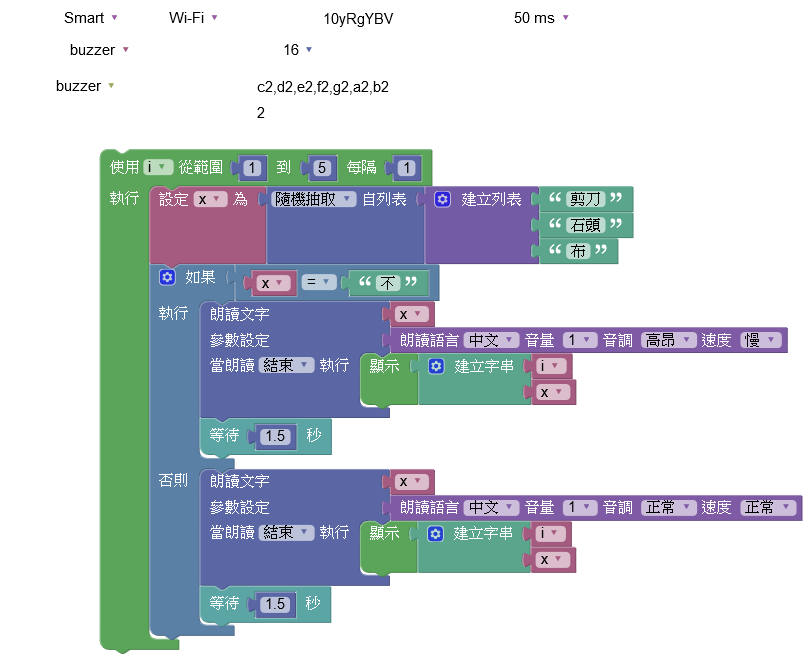 Smart Wi-Fi 10yRgYBV 50 ms
buzzer 16
buzzer c2,d2,e2,f2,g2,a2,b2
2
使用 i 從範圍 1 到 5 每隔 1
執行 設定 x 為 隨機抽取 自列表 建立列表 “ 剪刀 ”
“ 石頭 ”
“ 布 ”
如果 x = “ 不 ”
執行 朗讀文字 x
參數設定 朗讀語言 中文 音量 1 音調 高昂 速度 慢
當朗讀 結束 執行 顯示 建立字串 i
x
等待 1.5 秒
否則 朗讀文字 x
參數設定 朗讀語言 中文 音量 1 音調 正常 速度 正常
當朗讀 結束 執行 顯示 建立字串 i
x
等待 1.5 秒